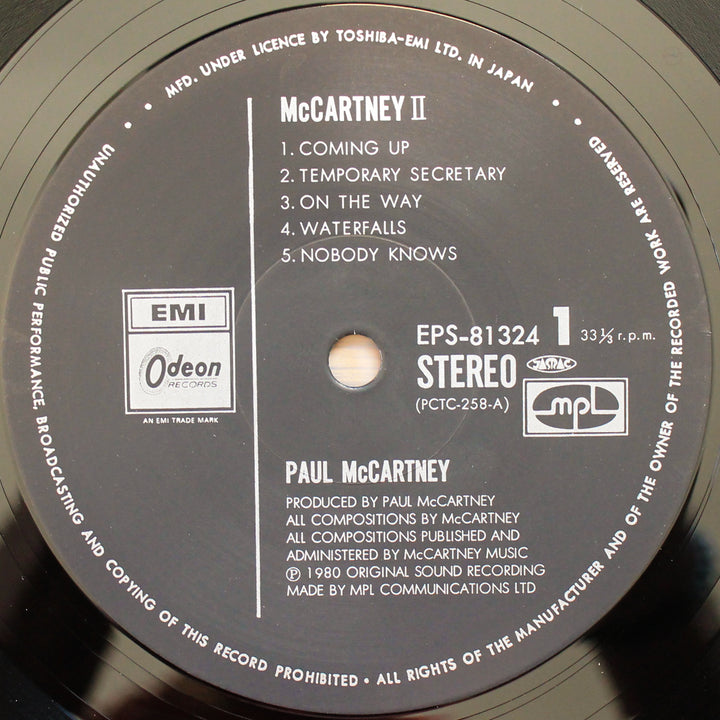 MFD. UNDER LICENCE BY TOSHIBA-EMI LTD. IN JAPAN
McCARTNEY II
1. COMING UP
2. TEMPORARY SECRETARY
3. ON THE WAY
4. WATERFALLS
5. NOBODY KNOWS
EMI
Odeon
RECORDS
AN EMI TRADE MARK
EPS-81324 1 33⅓ r.p.m.
STEREO JASRAC
(PCTC-258-A)
mpl
PAUL McCARTNEY
PRODUCED BY PAUL McCARTNEY
ALL COMPOSITIONS BY McCARTNEY
ALL COMPOSITIONS PUBLISHED AND
ADMINISTERED BY McCARTNEY MUSIC
℗ 1980 ORIGINAL SOUND RECORDING
MADE BY MPL COMMUNICATIONS LTD
UNAUTHORIZED PUBLIC PERFORMANCE, BROADCASTING AND COPYING OF THIS RECORD PROHIBITED • ALL RIGHTS OF THE MANUFACTURER AND OF THE OWNER OF THE RECORDED WORK ARE RESERVED